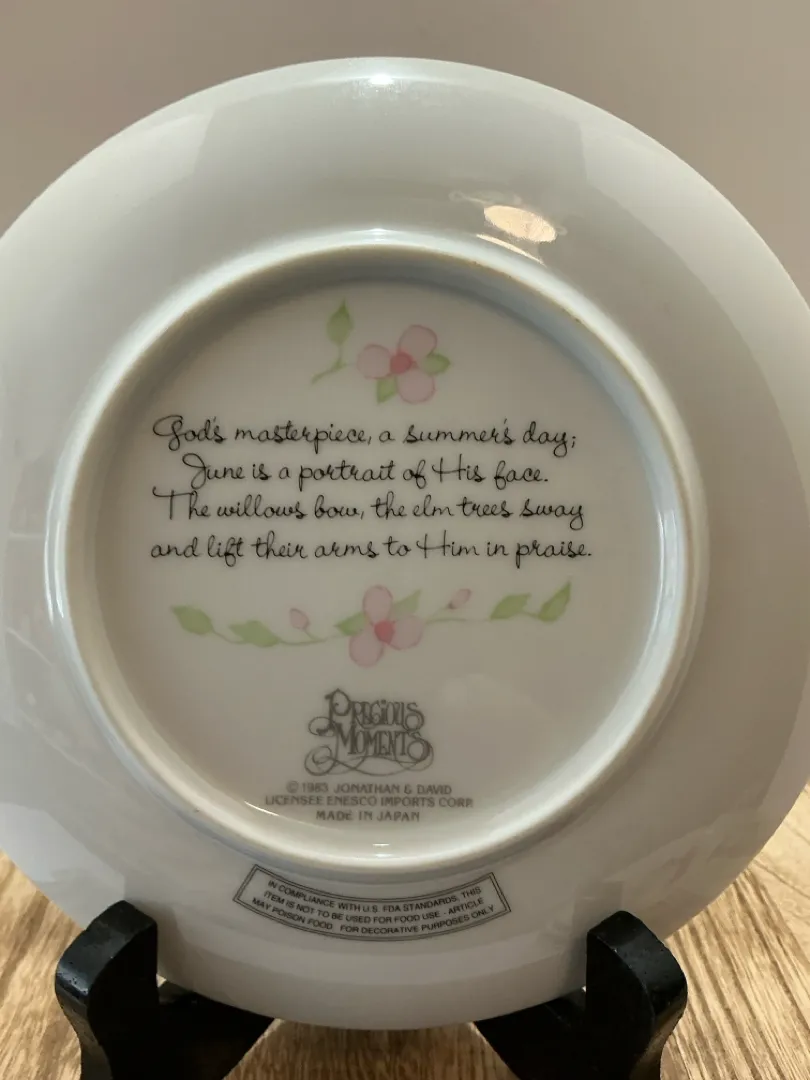 God's masterpiece, a summer's day;
June is a portrait of His face.
The willows bow, the elm trees sway
and lift their arms to Him in praise.
PRECIOUS
MOMENTS
© 1983 JONATHAN & DAVID
LICENSEE ENESCO IMPORTS CORP.
MADE IN JAPAN
IN COMPLIANCE WITH U.S. FDA STANDARDS, THIS
ITEM IS NOT TO BE USED FOR FOOD USE - ARTICLE
MAY POISON FOOD. FOR DECORATIVE PURPOSES ONLY